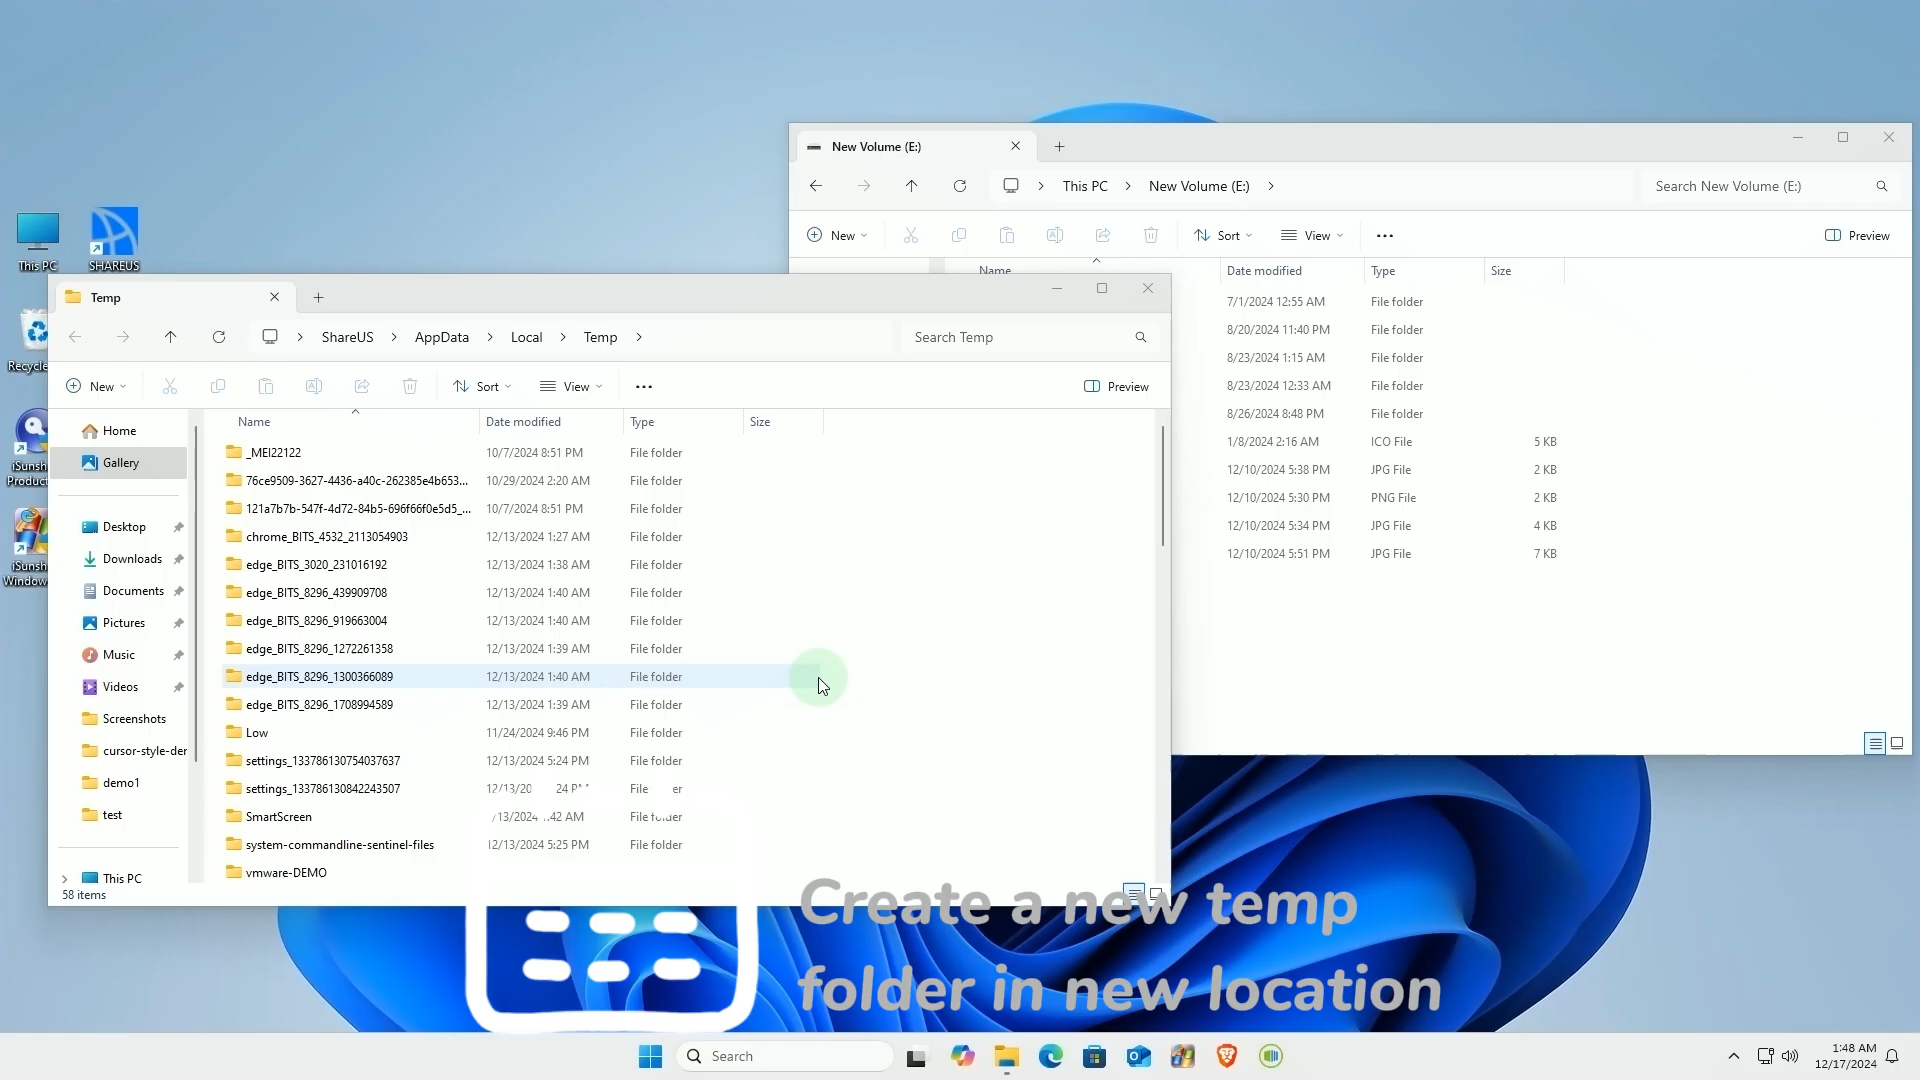 New Volume (E:)
This PC
New Volume (E:)
Search New Volume (E:)
New
Sort
View
Preview
Name
Date modified
Type
Size
7/1/2024 12:55 AM
File folder
8/20/2024 11:40 PM
File folder
8/23/2024 1:15 AM
File folder
8/23/2024 12:33 AM
File folder
8/26/2024 8:48 PM
File folder
1/8/2024 2:16 AM
ICO File
5 KB
12/10/2024 5:38 PM
JPG File
2 KB
12/10/2024 5:30 PM
PNG File
2 KB
12/10/2024 5:34 PM
JPG File
4 KB
12/10/2024 5:51 PM
JPG File
7 KB
This PC
SHAREUS
Recycle
iSunsh
Product
iSunsh
Window
Temp
ShareUS
AppData
Local
Temp
Search Temp
New
Sort
View
Preview
Home
Gallery
Desktop
Downloads
Documents
Pictures
Music
Videos
Screenshots
cursor-style-der
demo1
test
This PC
58 items
Name
Date modified
Type
Size
_MEI22122
10/7/2024 8:51 PM
File folder
76ce9509-3627-4436-a40c-262385e4b653...
10/29/2024 2:20 AM
File folder
121a7b7b-547f-4d72-84b5-696f66f0e5d5_...
10/7/2024 8:51 PM
File folder
chrome_BITS_4532_2113054903
12/13/2024 1:27 AM
File folder
edge_BITS_3020_231016192
12/13/2024 1:38 AM
File folder
edge_BITS_8296_439909708
12/13/2024 1:40 AM
File folder
edge_BITS_8296_919663004
12/13/2024 1:40 AM
File folder
edge_BITS_8296_1272261358
12/13/2024 1:39 AM
File folder
edge_BITS_8296_1300366089
12/13/2024 1:40 AM
File folder
edge_BITS_8296_1708994589
12/13/2024 1:39 AM
File folder
Low
11/24/2024 9:46 PM
File folder
settings_133786130754037637
12/13/2024 5:24 PM
File folder
settings_133786130842243507
File
SmartScreen
File folder
system-commandline-sentinel-files
12/13/2024 5:25 PM
File folder
vmware-DEMO
Create a new temp
folder in new location
Search
1:48 AM
12/17/2024